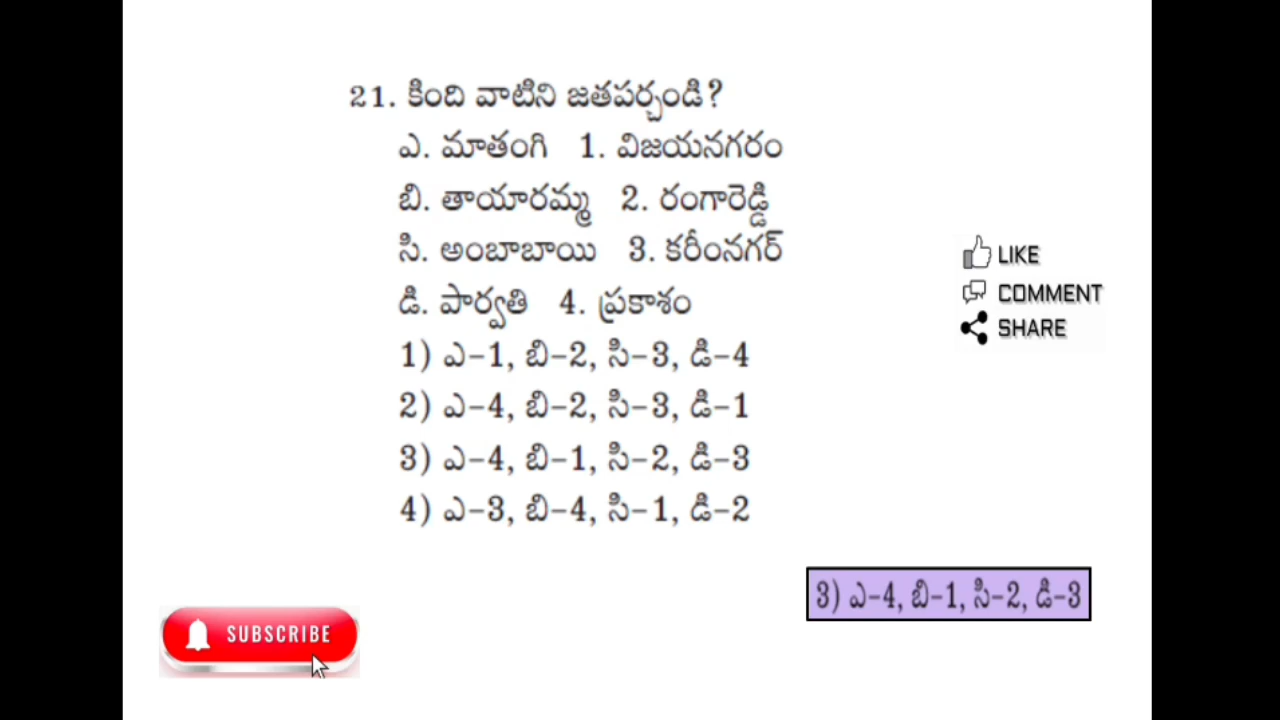 21. కింది వాటిని జతపర్చండి?
ఎ. మాతంగి 1. విజయనగరం
బి. తాయారమ్మ 2. రంగారెడ్డి
సి. అంబాబాయి 3. కరీంనగర్
డి. పార్వతి 4. ప్రకాశం
1) ఎ-1, బి-2, సి-3, డి-4
2) ఎ-4, బి-2, సి-3, డి-1
3) ఎ-4, బి-1, సి-2, డి-3
4) ఎ-3, బి-4, సి-1, డి-2
LIKE
COMMENT
SHARE
3) ఎ-4, బి-1, సి-2, డి-3
SUBSCRIBE